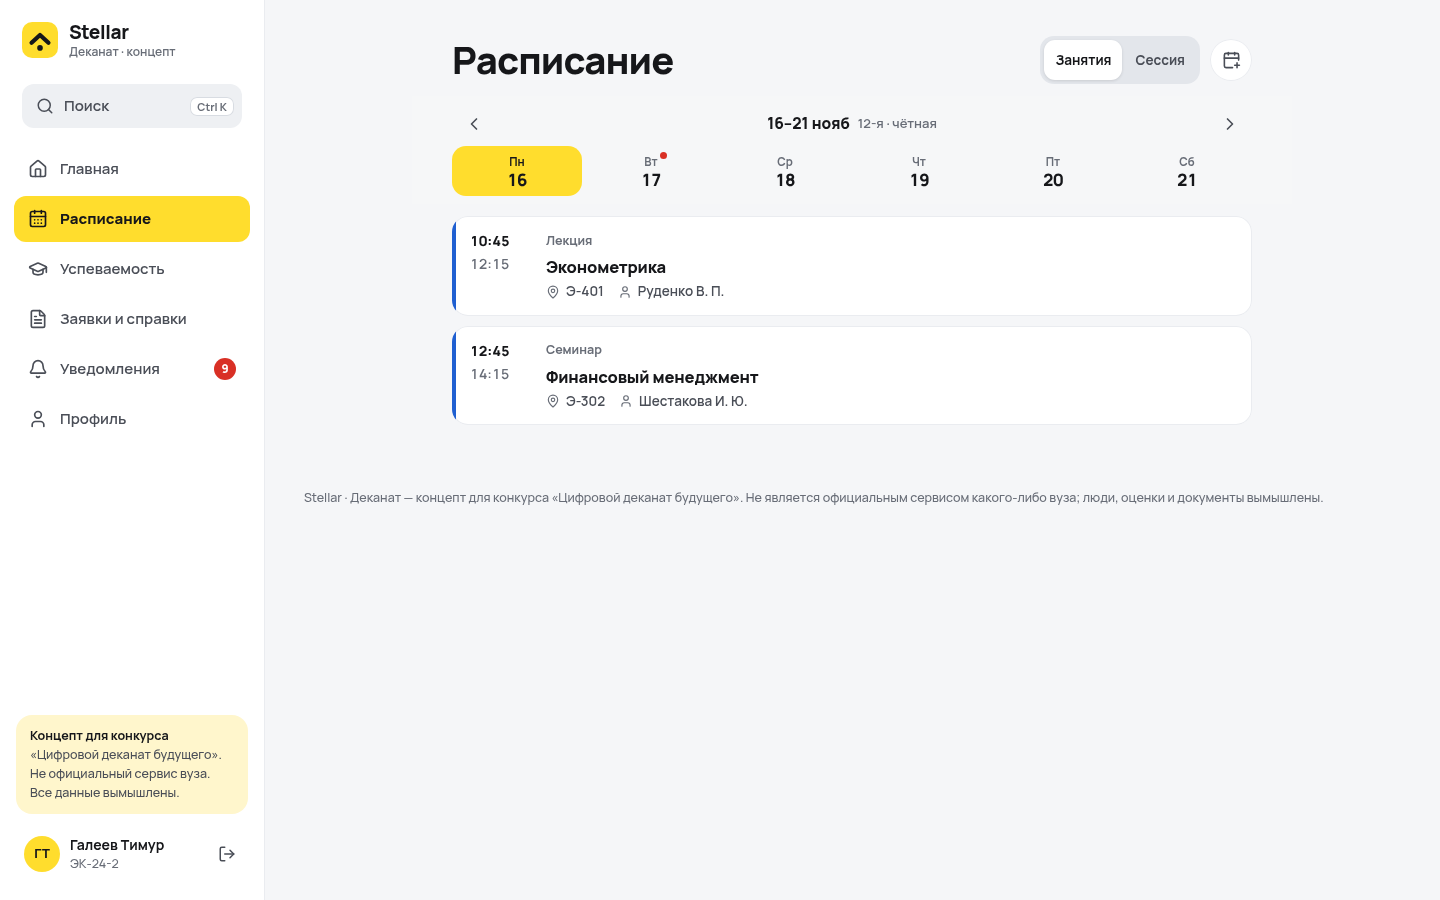 Stellar
Деканат · концепт
Поиск
Ctrl K
Главная
Расписание
Успеваемость
Заявки и справки
Уведомления
9
Профиль
Концепт для конкурса
«Цифровой деканат будущего».
Не официальный сервис вуза.
Все данные вымышлены.
ГТ
Галеев Тимур
ЭК-24-2
Расписание
Занятия
Сессия
16–21 нояб 12-я · чётная
Пн
16
Вт
17
Ср
18
Чт
19
Пт
20
Сб
21
10:45
12:15
Лекция
Эконометрика
Э-401 Руденко В. П.
12:45
14:15
Семинар
Финансовый менеджмент
Э-302 Шестакова И. Ю.
Stellar · Деканат — концепт для конкурса «Цифровой деканат будущего». Не является официальным сервисом какого-либо вуза; люди, оценки и документы вымышлены.